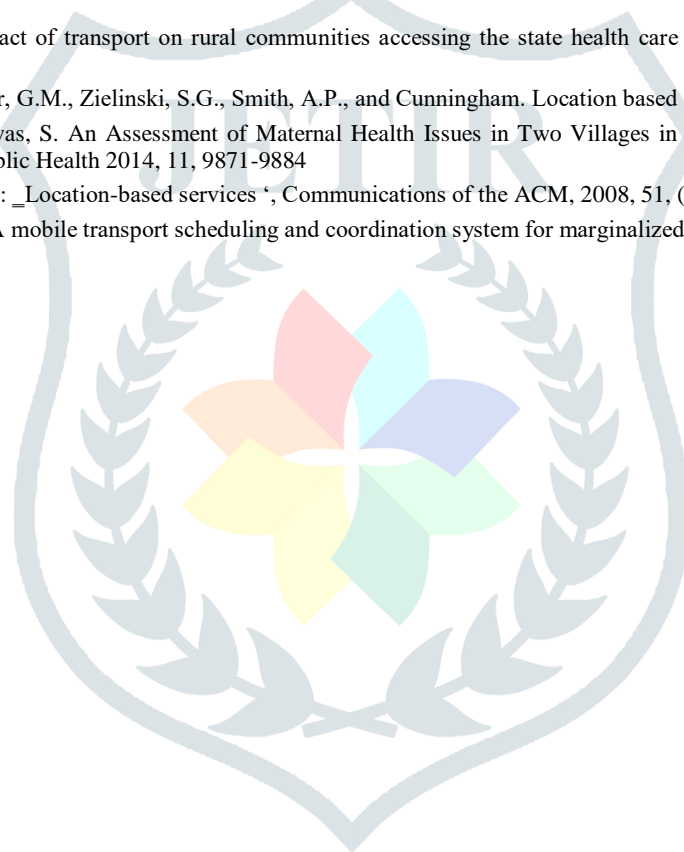 act of transport on rural communities accessing the state health care
r, G.M., Zielinski, S.G., Smith, A.P., and Cunningham. Location based
vas, S. An Assessment of Maternal Health Issues in Two Villages in
blic Health 2014, 11, 9871-9884
: ‗Location-based services ‘, Communications of the ACM, 2008, 51, (
A mobile transport scheduling and coordination system for marginalized
JETIR